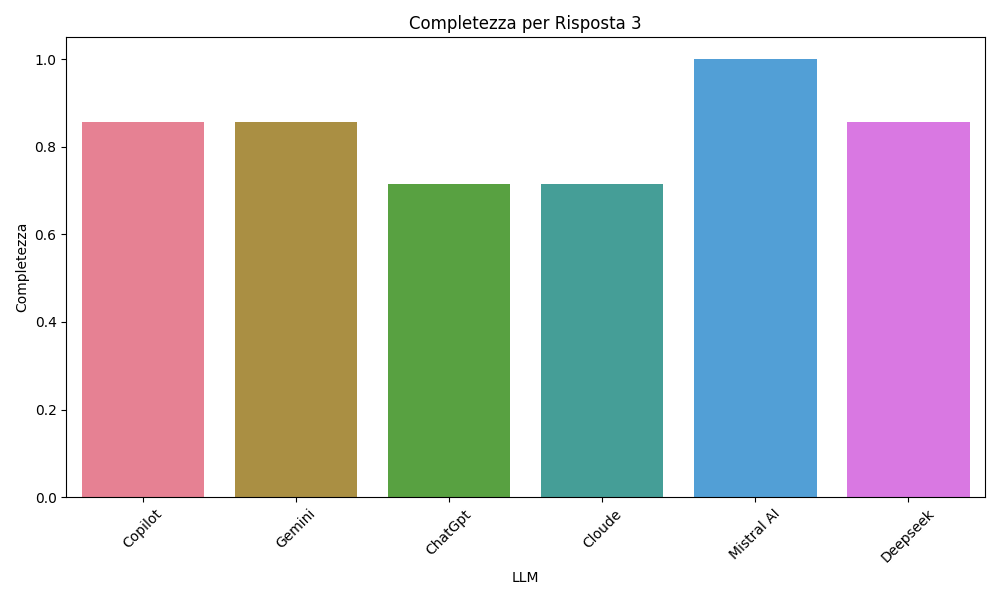 Completezza per Risposta 3
Completezza
1.0
0.8
0.6
0.4
0.2
0.0
Copilot
Gemini
ChatGpt
Cloude
Mistral AI
Deepseek
LLM